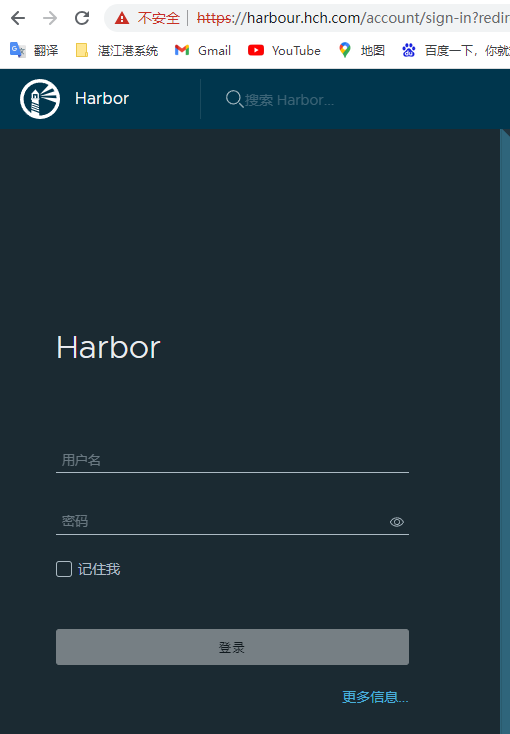 不安全 https://harbour.hch.com/account/sign-in?redir
翻译 湛江港系统 Gmail YouTube 地图 百度一下，你就
Harbor 搜索 Harbor...
Harbor
用户名
密码
记住我
登录
更多信息...